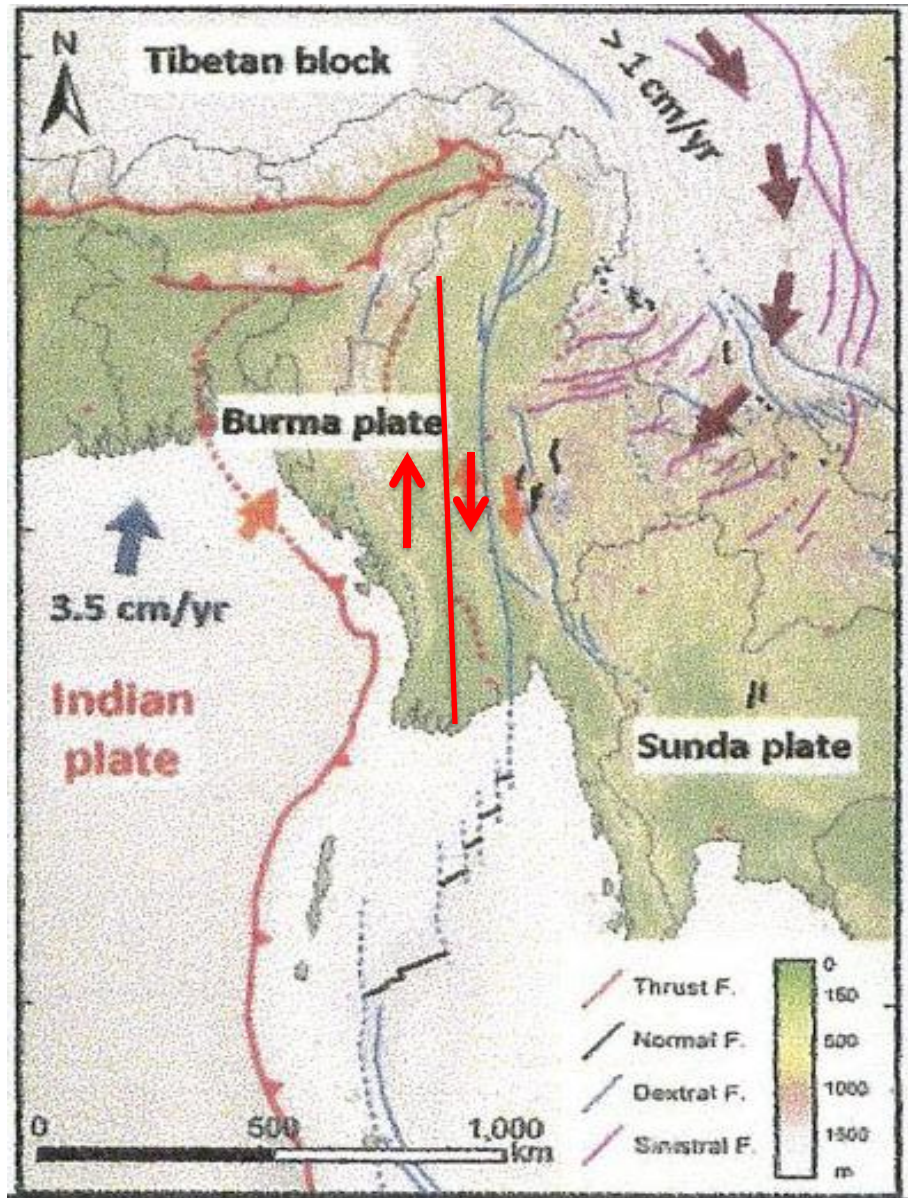 N
Tibetan block
> 1 cm/yr
Burma plate
3.5 cm/yr
Indian
plate
Sunda plate
Thrust F.
Normal F.
Dextral F.
Sinistral F.
0
150
500
1000
1500
m
0 500 1,000
km